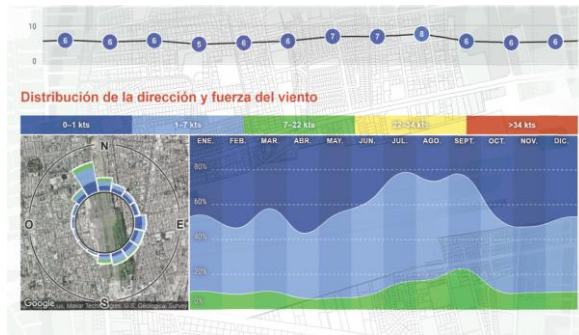 10
6 6 6 5 6 6 7 7 8 6 6 6
0
Distribución de la dirección y fuerza del viento
0–1 kts 1–7 kts 7–22 kts 22–34 kts >34 kts
ENE. FEB. MAR. ABR. MAY. JUN. JUL. AGO. SEPT. OCT. NOV. DIC.
N
80%
60%
O E
40%
20%
S
0%
Google
U.S. Geological Survey